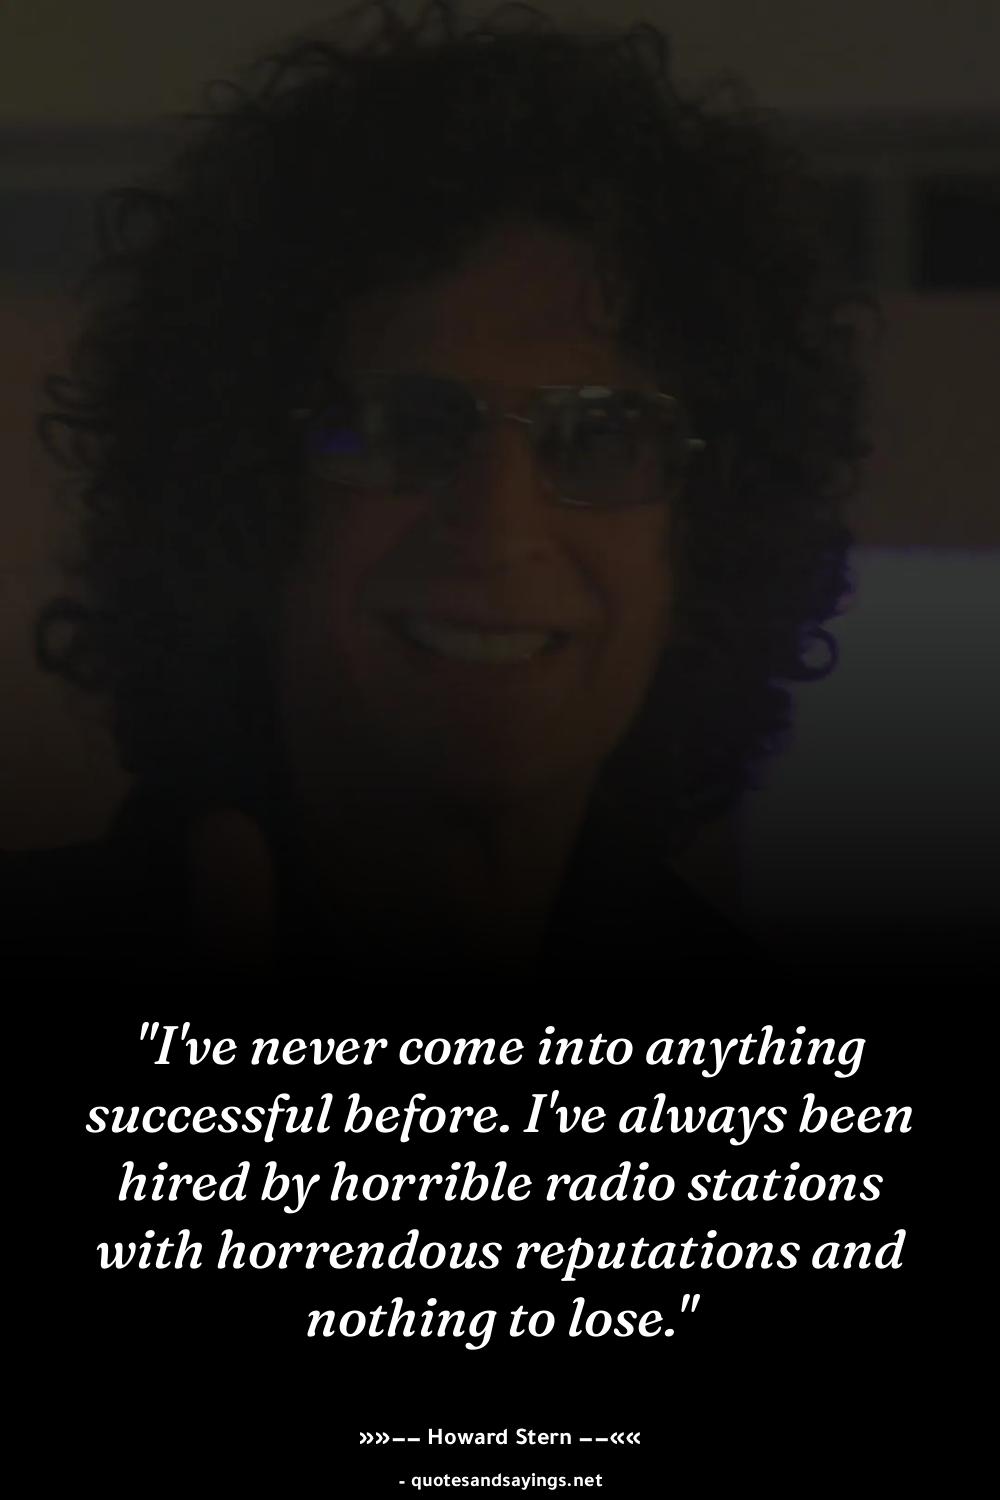 "I've never come into anything
successful before. I've always been
hired by horrible radio stations
with horrendous reputations and
nothing to lose."
»»−− Howard Stern −−««
- quotesandsayings.net